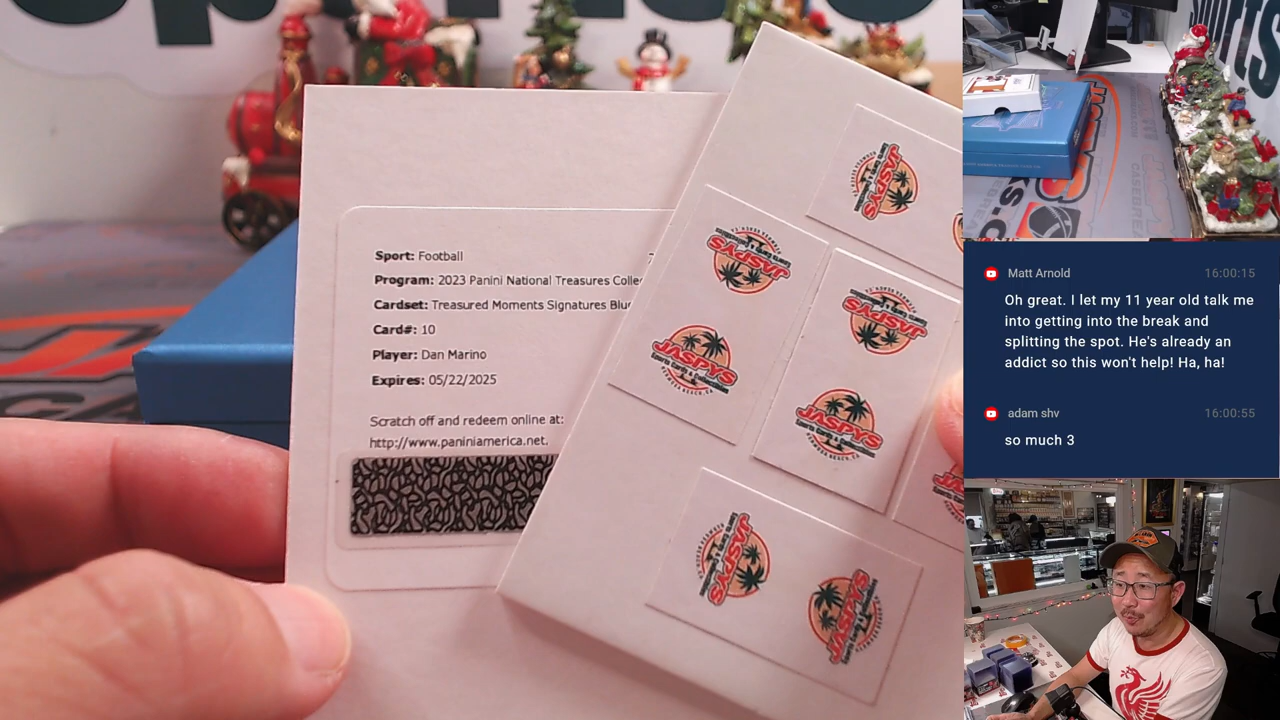 Sport: Football
Program: 2023 Panini National Treasures Colle
Cardset: Treasured Moments Signatures Blu
Card#: 10
Player: Dan Marino
Expires: 05/22/2025
Scratch off and redeem online at:
http://www.paniniamerica.net.
JASPYS
JASPYS
JASPYS
JASPYS
JASPYS
JASPYS
JASPYS
Matt Arnold 16:00:15
Oh great. I let my 11 year old talk me
into getting into the break and
splitting the spot. He's already an
addict so this won't help! Ha, ha!
adam shv 16:00:55
so much 3